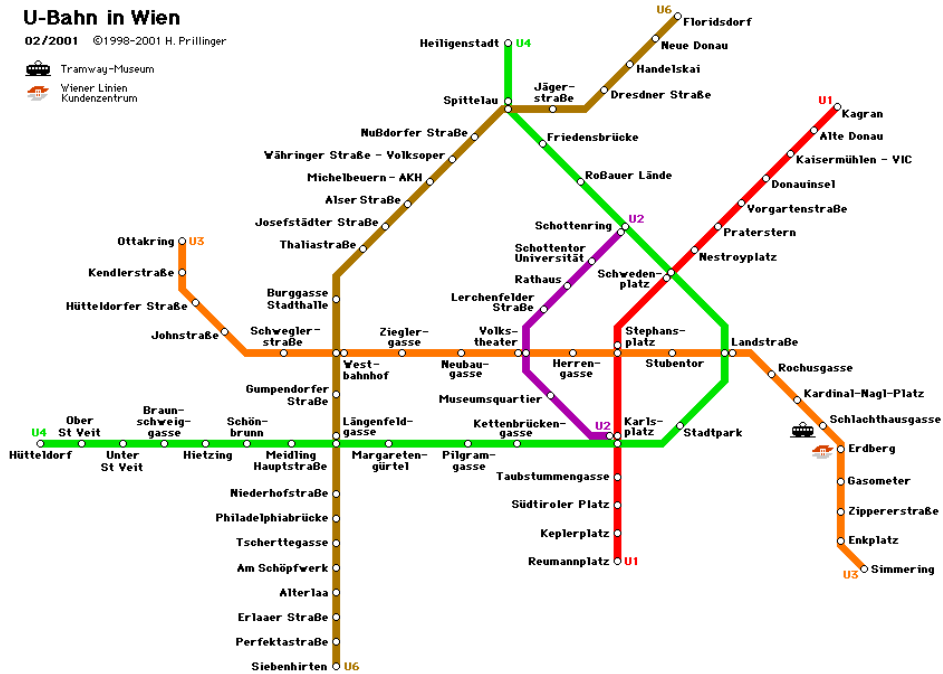 U-Bahn in Wien
02/2001 ©1998-2001 H. Prillinger
Tramway-Museum
Wiener Linien
Kundenzentrum
U6
Floridsdorf
Neue Donau
Handelskai
Dresdner Straße
Jäger-
straße
Heiligenstadt
U4
Spittelau
Nußdorfer Straße
Währinger Straße - Volksoper
Michelbeuern - AKH
Alser Straße
Josefstädter Straße
Thaliastraße
Burggasse
Stadthalle
Friedensbrücke
Roßauer Lände
U1
Kagran
Alte Donau
Kaisermühlen - VIC
Donauinsel
Vorgartenstraße
Praterstern
Nestroyplatz
Schweden-
platz
U2
Schottenring
Schottentor
Universität
Rathaus
Lerchenfelder
Straße
Volks-
theater
Museumsquartier
U2
Ottakring
U3
Kendlerstraße
Hütteldorfer Straße
Johnstraße
Schwegler-
straße
West-
bahnhof
Ziegler-
gasse
Neubau-
gasse
Herren-
gasse
Stephans-
platz
Stubentor
Landstraße
Rochusgasse
Kardinal-Nagl-Platz
Schlachthausgasse
Erdberg
Gasometer
Zippererstraße
Enkplatz
U3
Simmering
Gumpendorfer
Straße
Längenfeld-
gasse
U4
Hütteldorf
Ober
St Veit
Unter
St Veit
Braun-
schweig-
gasse
Hietzing
Schön-
brunn
Meidling
Hauptstraße
Margareten-
gürtel
Pilgram-
gasse
Kettenbrücken-
gasse
Karls-
platz
Stadtpark
Taubstummengasse
Südtiroler Platz
Keplerplatz
Reumannplatz
U1
Niederhofstraße
Philadelphiabrücke
Tscherttegasse
Am Schöpfwerk
Alterlaa
Erlaaer Straße
Perfektastraße
Siebenhirten
U6